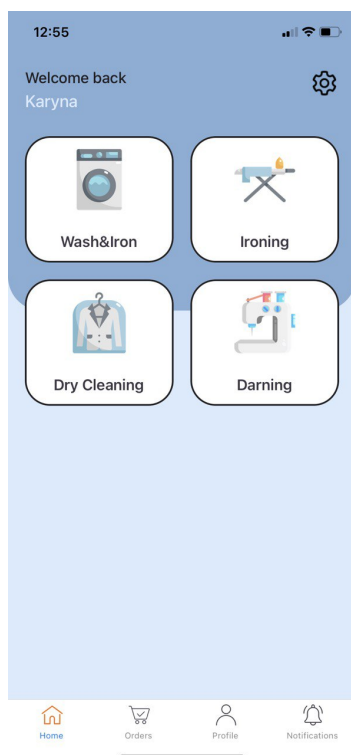 12:55
Welcome back
Karyna
Wash&Iron
Ironing
Dry Cleaning
Darning
Home
Orders
Profile
Notifications